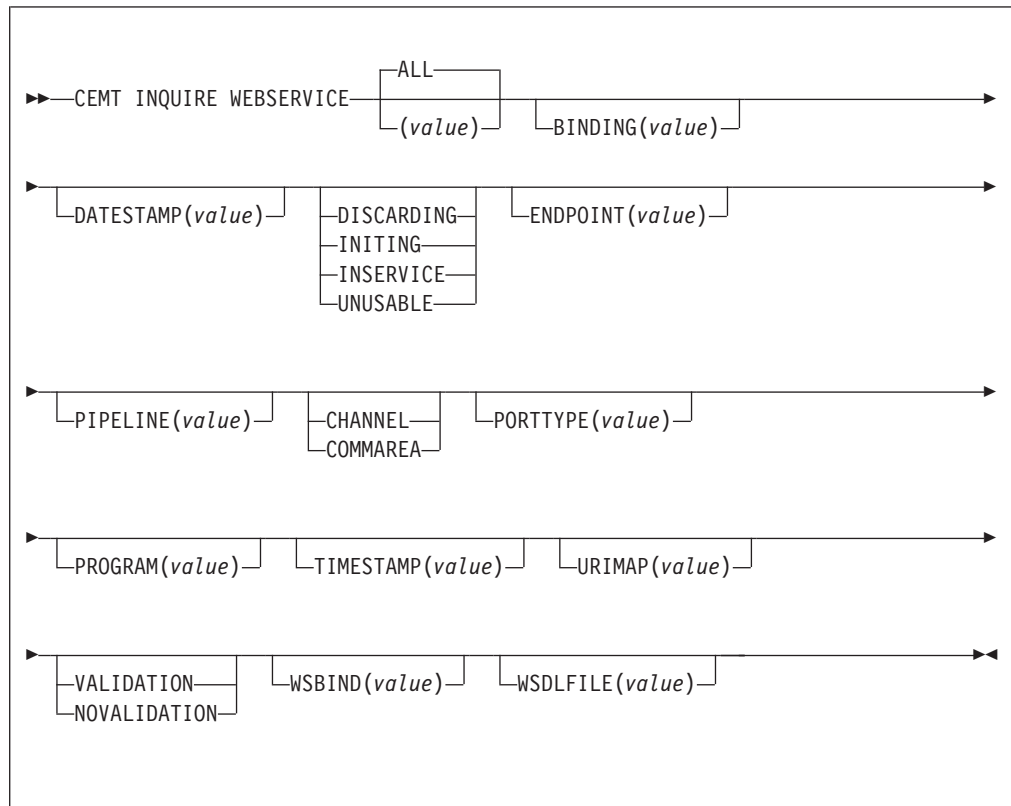 ALL
CEMT INQUIRE WEBSERVICE
(value) BINDING(value)
DATESTAMP(value) DISCARDING ENDPOINT(value)
INITING
INSERVICE
UNUSABLE
PIPELINE(value) CHANNEL PORTTYPE(value)
COMMAREA
PROGRAM(value) TIMESTAMP(value) URIMAP(value)
VALIDATION WSBIND(value) WSDLFILE(value)
NOVALIDATION